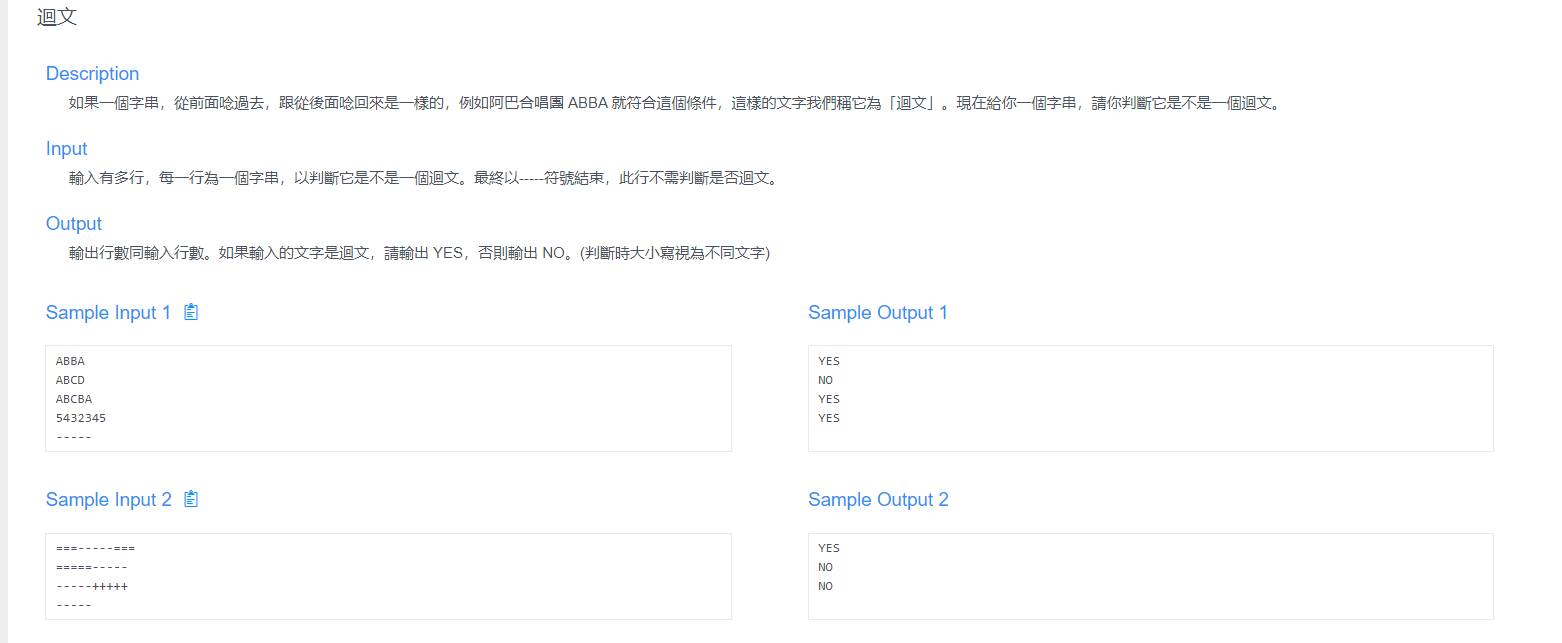 迴文
Description
如果一個字串，從前面唸過去，跟從後面唸回來是一樣的，例如阿巴合唱團 ABBA 就符合這個條件，這樣的文字我們稱它為「迴文」。現在給你一個字串，請你判斷它是不是一個迴文。
Input
輸入有多行，每一行為一個字串，以判斷它是不是一個迴文。最終以-----符號結束，此行不需判斷是否迴文。
Output
輸出行數同輸入行數。如果輸入的文字是迴文，請輸出 YES，否則輸出 NO。(判斷時大小寫視為不同文字)
Sample Input 1
ABBA
ABCD
ABCBA
5432345
-----
Sample Output 1
YES
NO
YES
YES
Sample Input 2
===-----===
=====-----
-----+++++
-----
Sample Output 2
YES
NO
NO